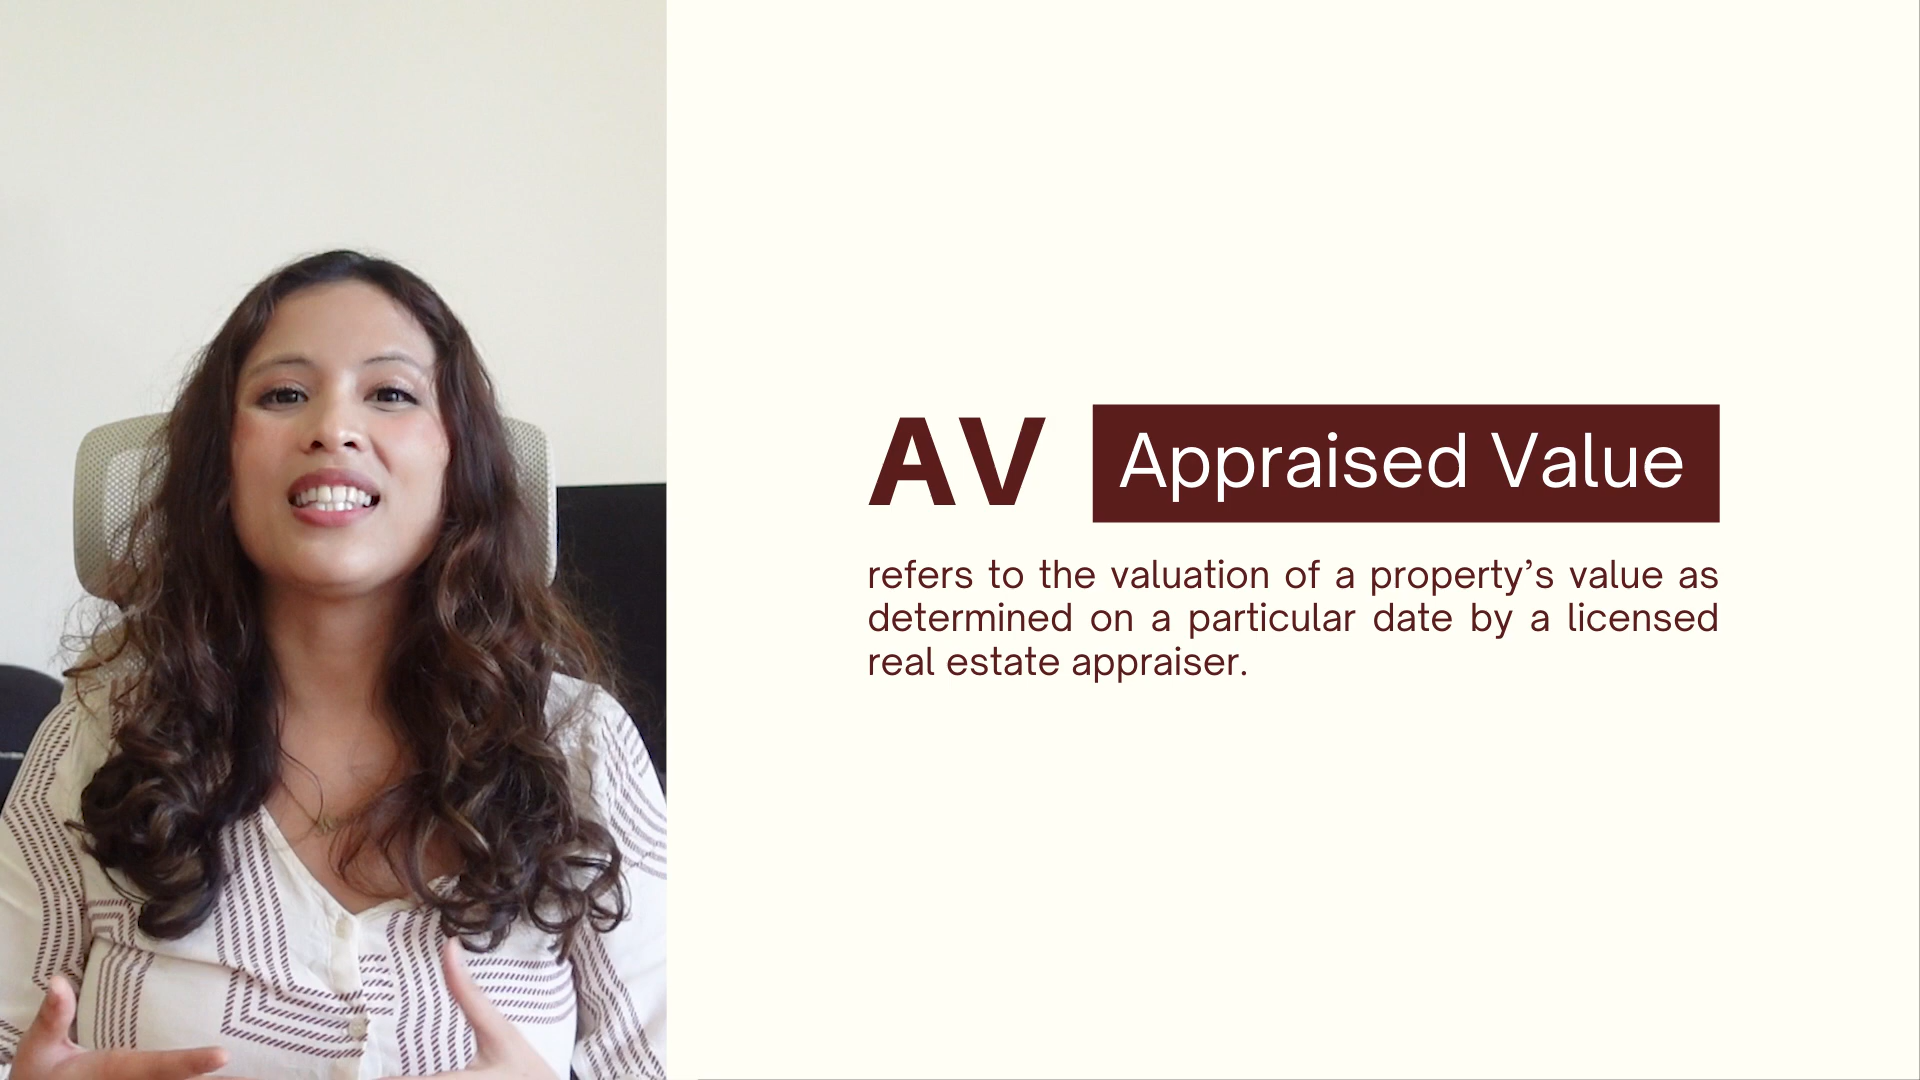 AV Appraised Value
refers to the valuation of a property’s value as
determined on a particular date by a licensed
real estate appraiser.